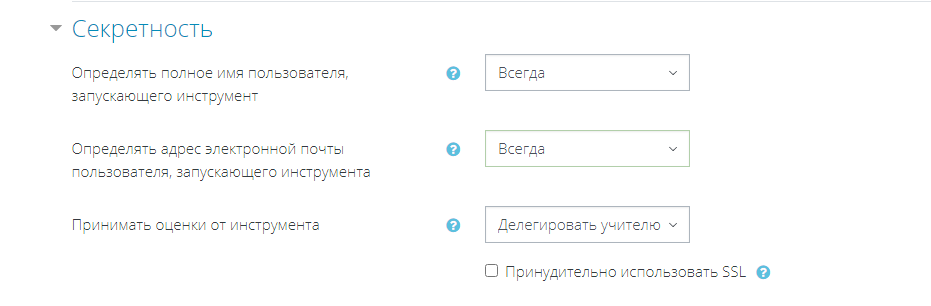 Секретность
Определять полное имя пользователя,
запускающего инструмент
Всегда
Определять адрес электронной почты
пользователя, запускающего инструмента
Всегда
Принимать оценки от инструмента
Делегировать учителю
Принудительно использовать SSL